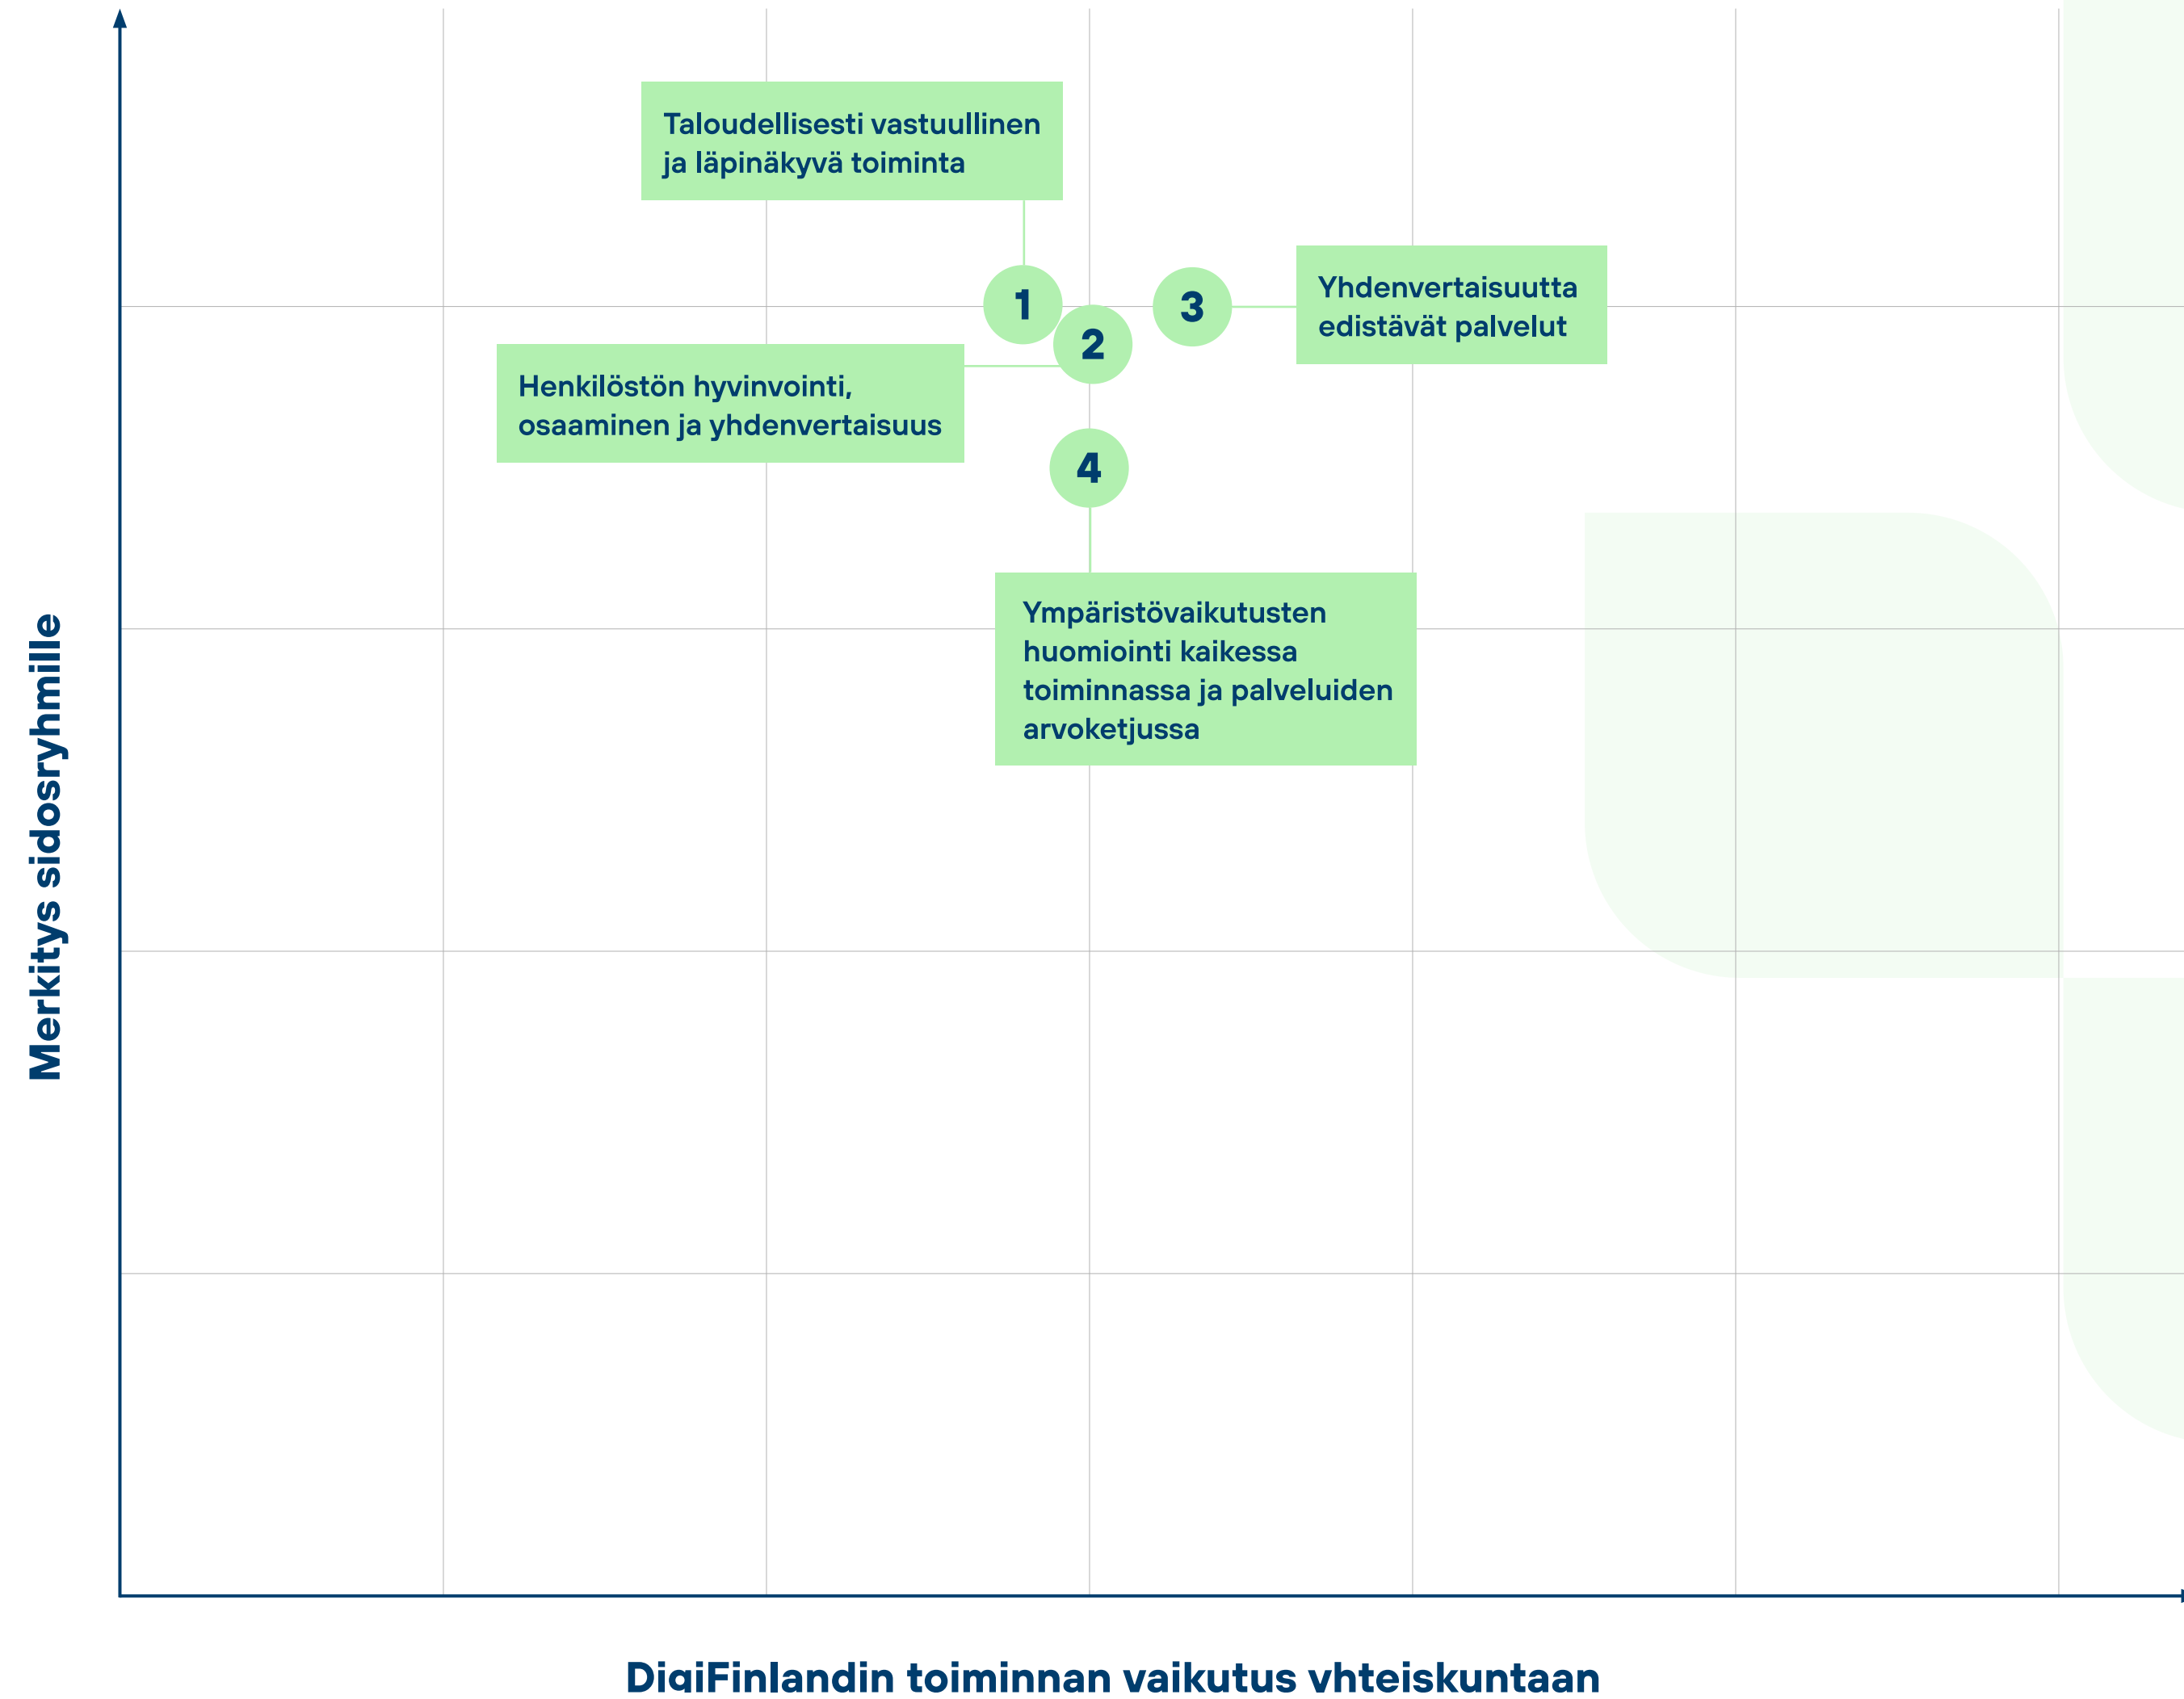 Taloudellisesti vastuullinen
ja läpinäkyvä toiminta
1
3
Yhdenvertaisuutta
edistävät palvelut
2
Henkilöstön hyvinvointi,
osaaminen ja yhdenvertaisuus
4
Ympäristövaikutusten
huomiointi kaikessa
toiminnassa ja palveluiden
arvoketjussa
Merkitys sidosryhmille
DigiFinlandin toiminnan vaikutus yhteiskuntaan